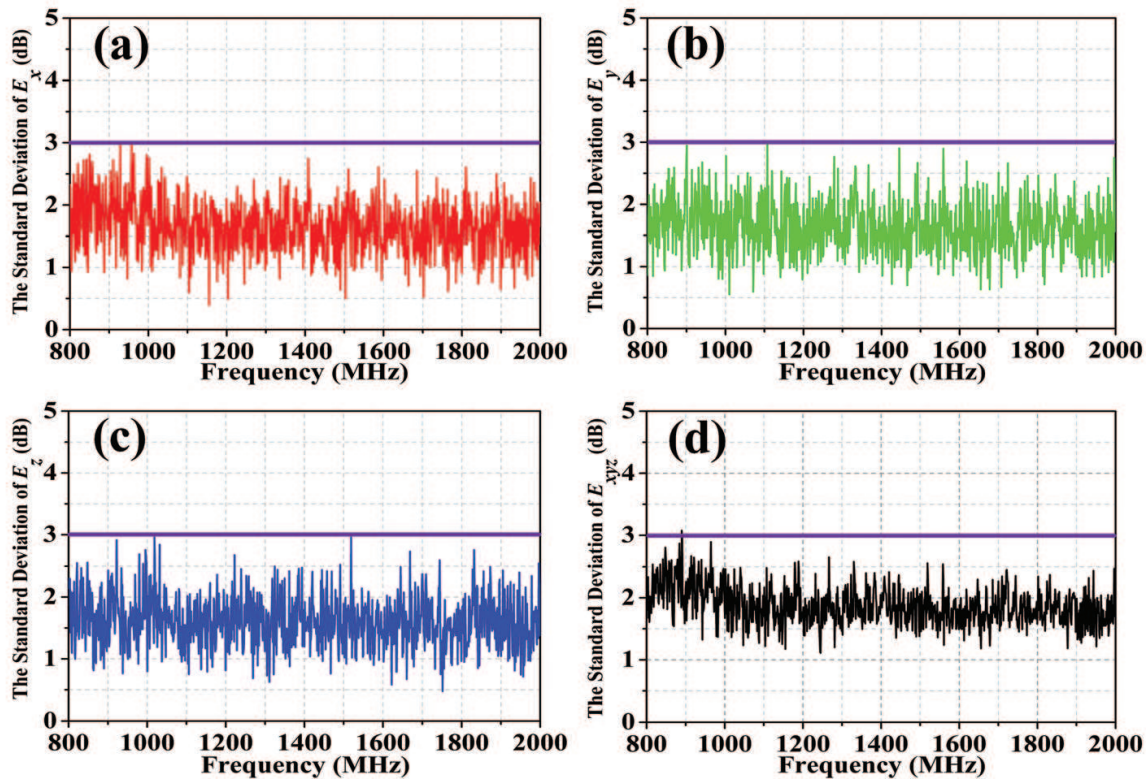 (a)
The Standard Deviation of E_x (dB)
5
4
3
2
1
0
800 1000 1200 1400 1600 1800 2000
Frequency (MHz)
(b)
The Standard Deviation of E_y (dB)
5
4
3
2
1
0
800 1000 1200 1400 1600 1800 2000
Frequency (MHz)
(c)
The Standard Deviation of E_z (dB)
5
4
3
2
1
0
800 1000 1200 1400 1600 1800 2000
Frequency (MHz)
(d)
The Standard Deviation of E_xyz (dB)
5
4
3
2
1
0
800 1000 1200 1400 1600 1800 2000
Frequency (MHz)